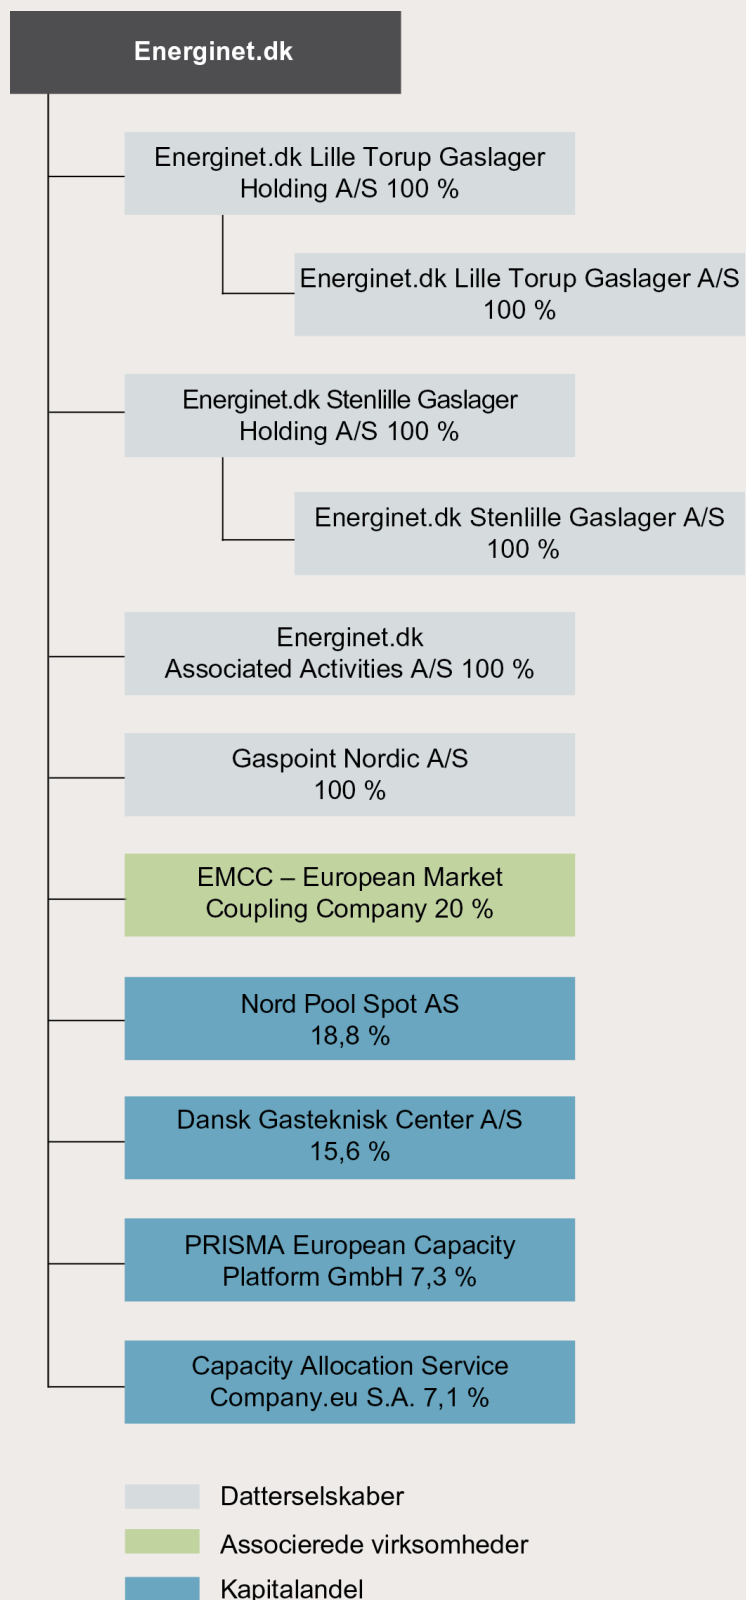 Energinet.dk
Energinet.dk Lille Torup Gaslager
Holding A/S 100 %
Energinet.dk Lille Torup Gaslager A/S
100 %
Energinet.dk Stenlille Gaslager
Holding A/S 100 %
Energinet.dk Stenlille Gaslager A/S
100 %
Energinet.dk
Associated Activities A/S 100 %
Gaspoint Nordic A/S
100 %
EMCC – European Market
Coupling Company 20 %
Nord Pool Spot AS
18,8 %
Dansk Gasteknisk Center A/S
15,6 %
PRISMA European Capacity
Platform GmbH 7,3 %
Capacity Allocation Service
Company.eu S.A. 7,1 %
Datterselskaber
Associerede virksomheder
Kapitalandel